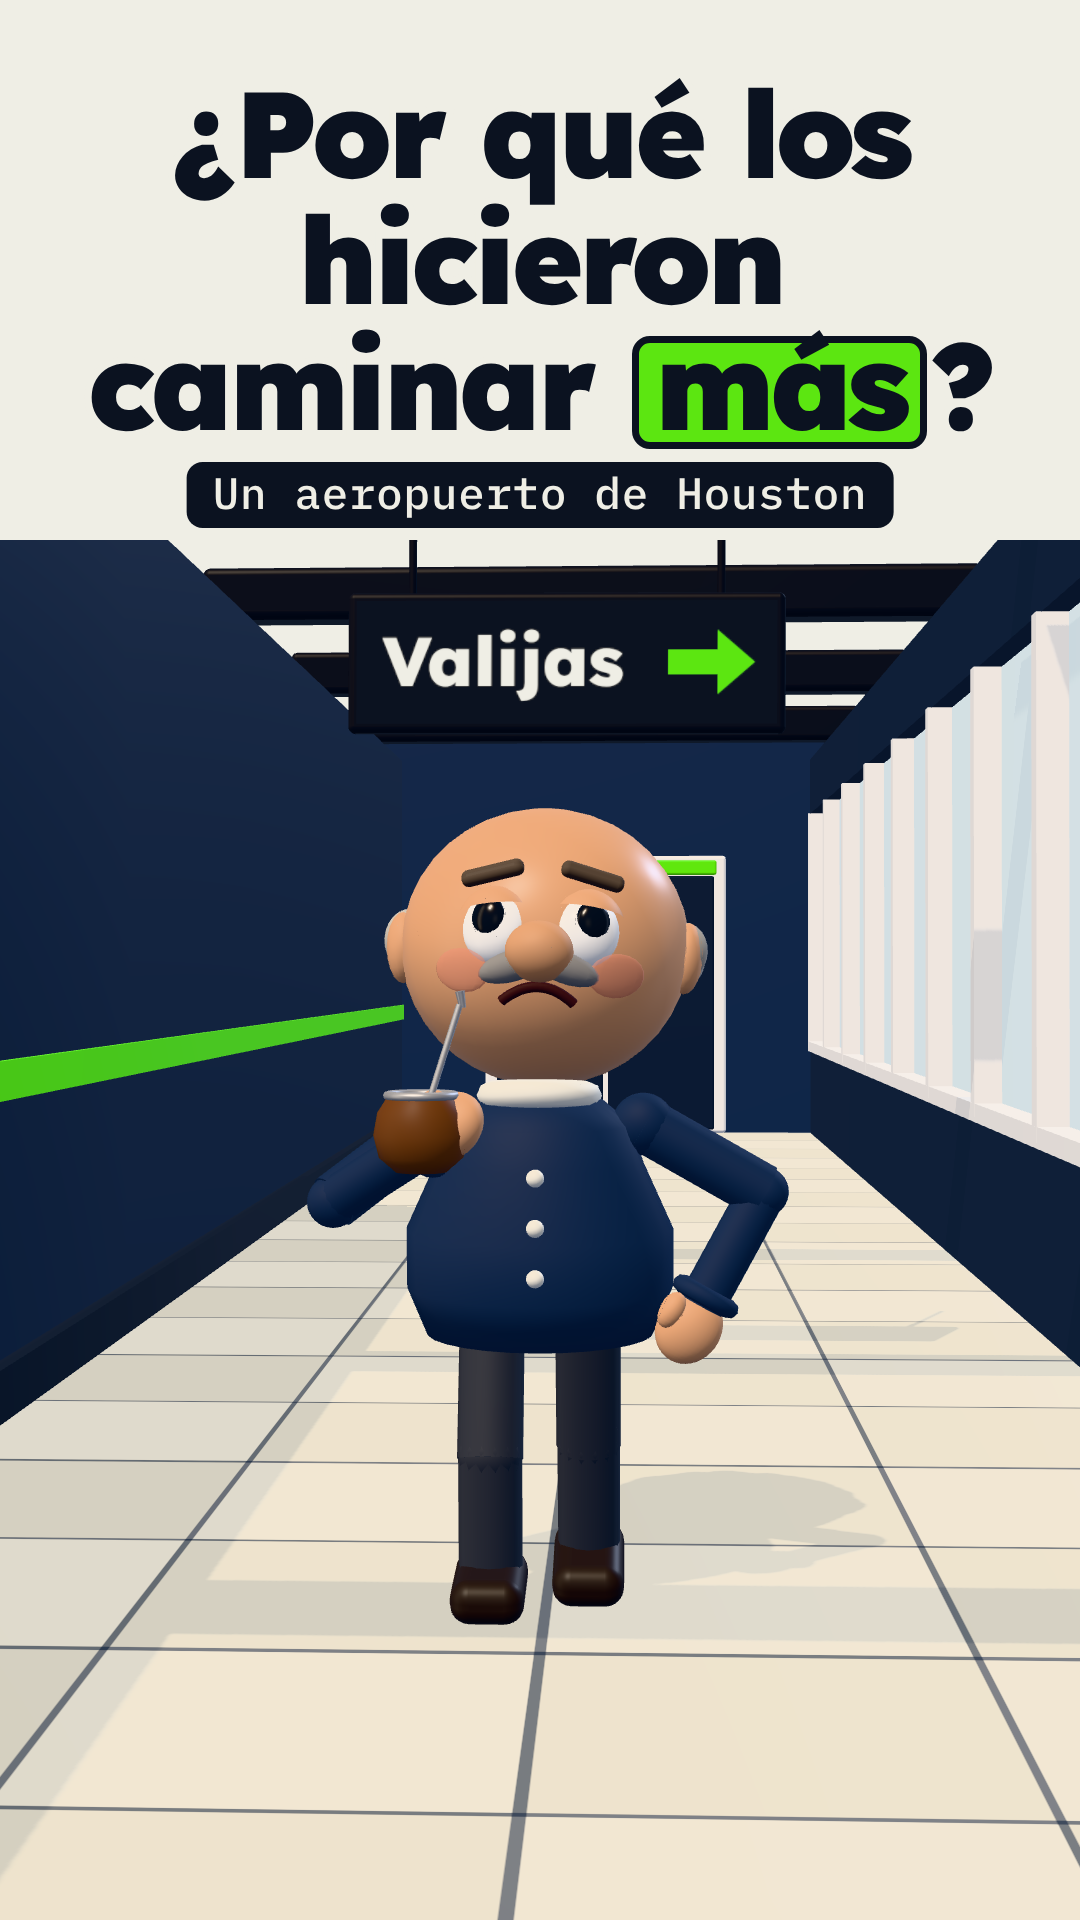 ¿Por qué los
hicieron
caminar más?
Un aeropuerto de Houston
Valijas